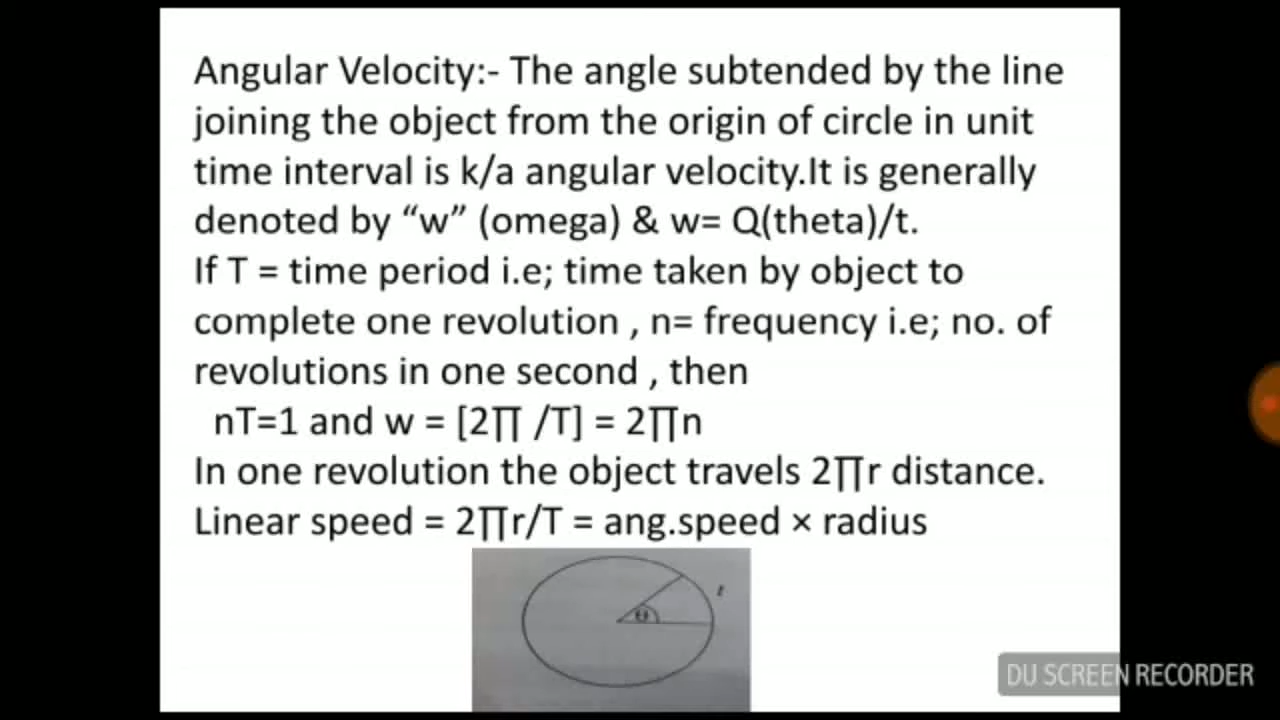 Angular Velocity:- The angle subtended by the line
joining the object from the origin of circle in unit
time interval is k/a angular velocity.It is generally
denoted by “w” (omega) & w= Q(theta)/t.
If T = time period i.e; time taken by object to
complete one revolution , n= frequency i.e; no. of
revolutions in one second , then
nT=1 and w = [2∏ /T] = 2∏n
In one revolution the object travels 2∏r distance.
Linear speed = 2∏r/T = ang.speed × radius
t
θ
DU SCREEN RECORDER